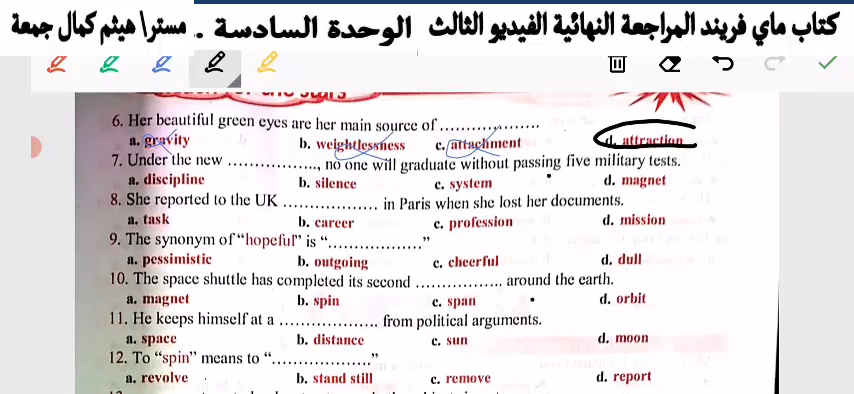 كتاب ماي فريند المراجعة النهائية الفيديو الثالث الوحدة السادسة . مستر\ هيثم كمال جمعة
6. Her beautiful green eyes are her main source of ...................
a. gravity b. weightlessness c. attachment d. attraction
7. Under the new ................., no one will graduate without passing five military tests.
a. discipline b. silence c. system d. magnet
8. She reported to the UK .................. in Paris when she lost her documents.
a. task b. career c. profession d. mission
9. The synonym of "hopeful" is ".................."
a. pessimistic b. outgoing c. cheerful d. dull
10. The space shuttle has completed its second ................ around the earth.
a. magnet b. spin c. span d. orbit
11. He keeps himself at a .................. from political arguments.
a. space b. distance c. sun d. moon
12. To "spin" means to ".................."
a. revolve b. stand still c. remove d. report